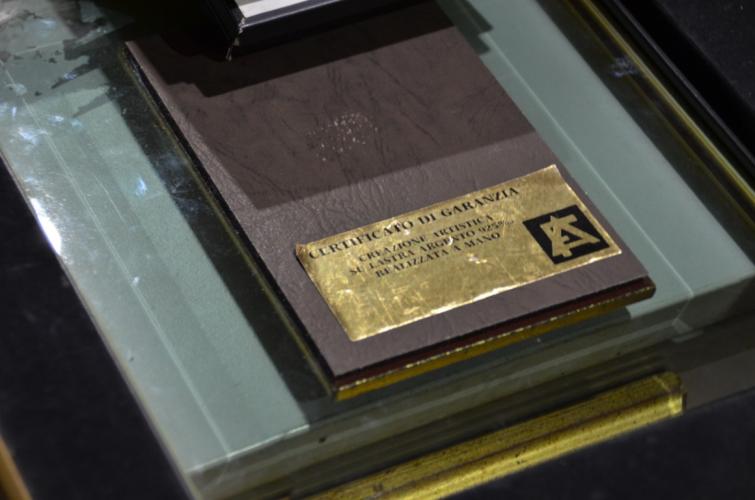 CERTIFICATO DI GARANZIA
CREAZIONE ARTISTICA
SU LASTRA ARGENTO 925‰
REALIZZATA A MANO